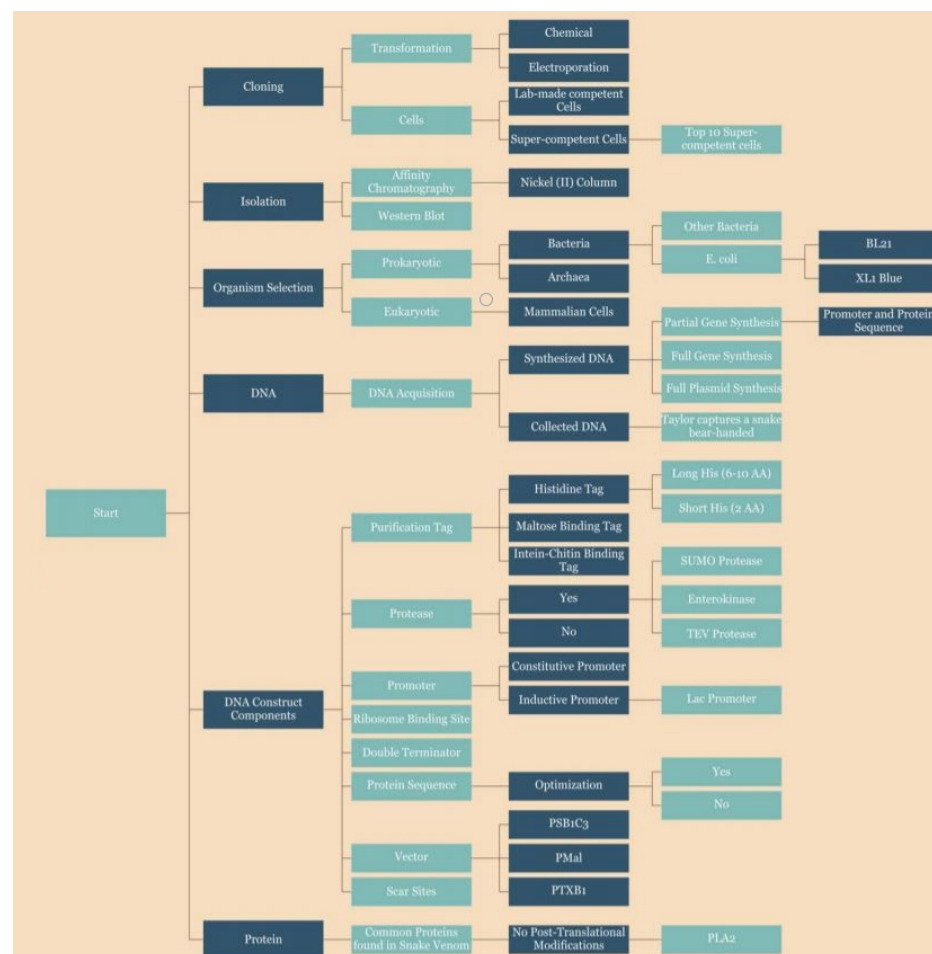 Chemical
Transformation
Electroporation
Cloning
Lab-made competent
Cells
Cells
Super-competent Cells
Top 10 Super-
competent cells
Affinity
Chromatography
Nickel (II) Column
Isolation
Western Blot
Other Bacteria
Bacteria
BL21
Prokaryotic
E. coli
Archaea
XL1 Blue
Organism Selection
Eukaryotic
Mammalian Cells
Partial Gene Synthesis
Promoter and Protein
Sequence
Synthesized DNA
Full Gene Synthesis
DNA
DNA Acquisition
Full Plasmid Synthesis
Collected DNA
Taylor captures a snake
bear-handed
Long His (6-10 AA)
Histidine Tag
Short His (2 AA)
Start
Purification Tag
Maltose Binding Tag
Intein-Chitin Binding
Tag
SUMO Protease
Yes
Enterokinase
Protease
No
TEV Protease
Constitutive Promoter
Promoter
Inductive Promoter
Lac Promoter
DNA Construct
Components
Ribosome Binding Site
Double Terminator
Yes
Protein Sequence
Optimization
No
PSB1C3
Vector
PMal
Scar Sites
PTXB1
Protein
Common Proteins
found in Snake Venom
No Post-Translational
Modifications
PLA2